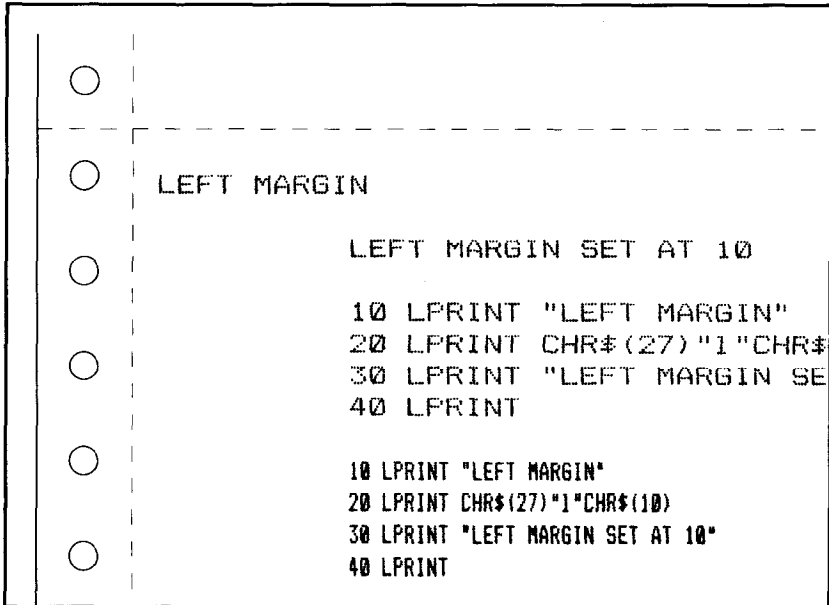 LEFT MARGIN
LEFT MARGIN SET AT 10
10 LPRINT "LEFT MARGIN"
20 LPRINT CHR$(27)"l"CHR$
30 LPRINT "LEFT MARGIN SE
40 LPRINT
10 LPRINT "LEFT MARGIN"
20 LPRINT CHR$(27)"l"CHR$(10)
30 LPRINT "LEFT MARGIN SET AT 10"
40 LPRINT